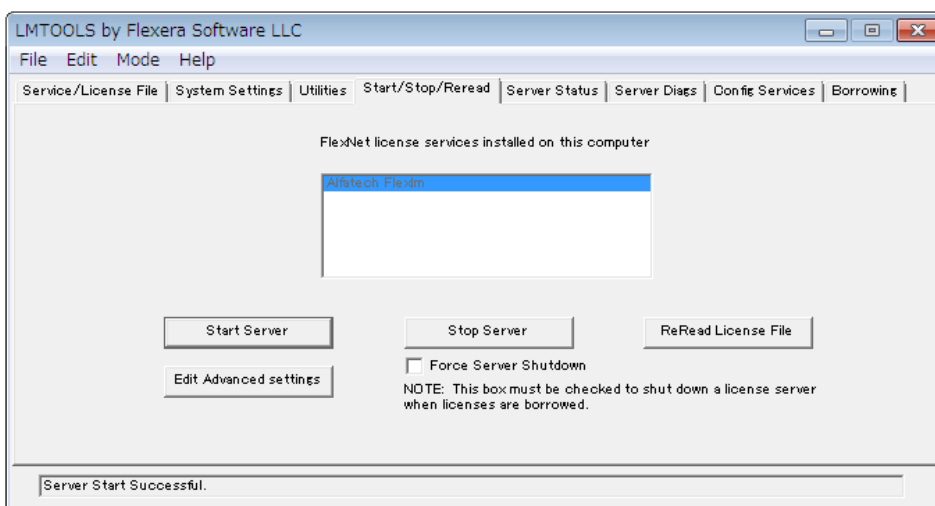 LMTOOLS by Flexera Software LLC
File Edit Mode Help
Service/License File System Settings Utilities Start/Stop/Reread Server Status Server Diags Config Services Borrowing
FlexNet license services installed on this computer
Alfatech Flexlm
Start Server Stop Server ReRead License File
Force Server Shutdown
Edit Advanced settings
NOTE: This box must be checked to shut down a license server
when licenses are borrowed.
Server Start Successful.